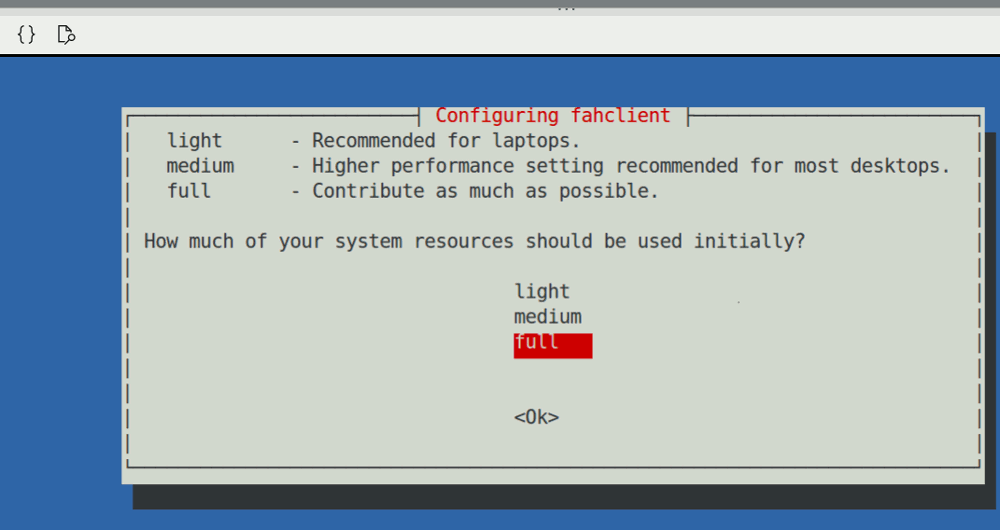 ...
{}
Configuring fahclient
light - Recommended for laptops.
medium - Higher performance setting recommended for most desktops.
full - Contribute as much as possible.
How much of your system resources should be used initially?
light
medium
full
<Ok>